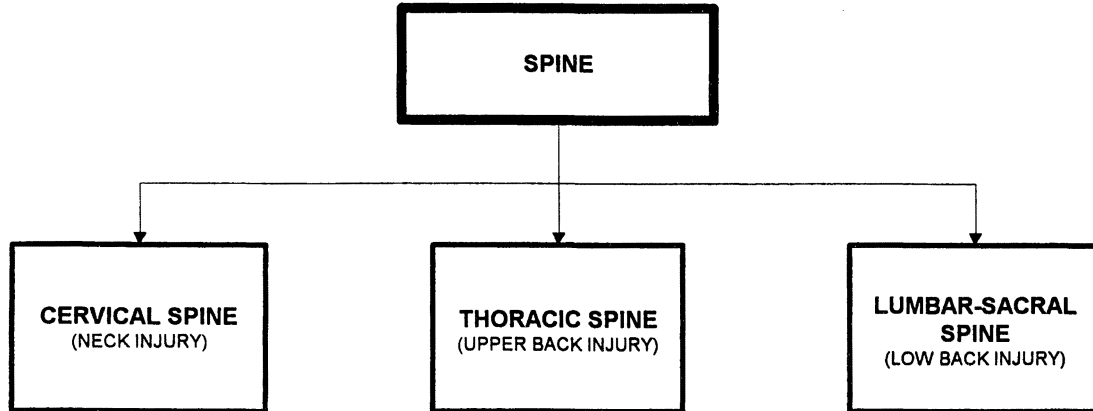 SPINE
CERVICAL SPINE
(NECK INJURY)
THORACIC SPINE
(UPPER BACK INJURY)
LUMBAR-SACRAL
SPINE
(LOW BACK INJURY)